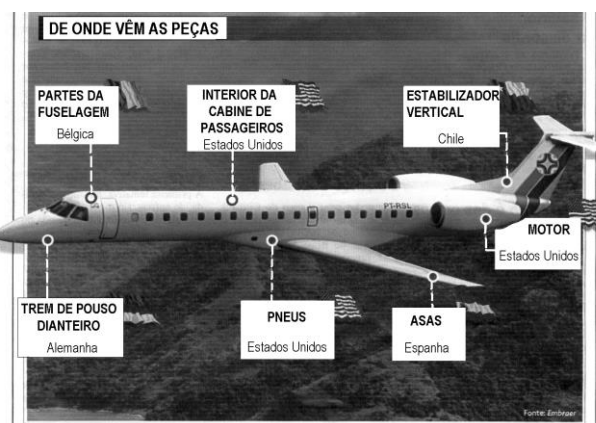 DE ONDE VÊM AS PEÇAS
PARTES DA
FUSELAGEM
Bélgica
INTERIOR DA
CABINE DE
PASSAGEIROS
Estados Unidos
ESTABILIZADOR
VERTICAL
Chile
PT-RSL
MOTOR
Estados Unidos
TREM DE POUSO
DIANTEIRO
Alemanha
PNEUS
Estados Unidos
ASAS
Espanha
Fonte: Embraer